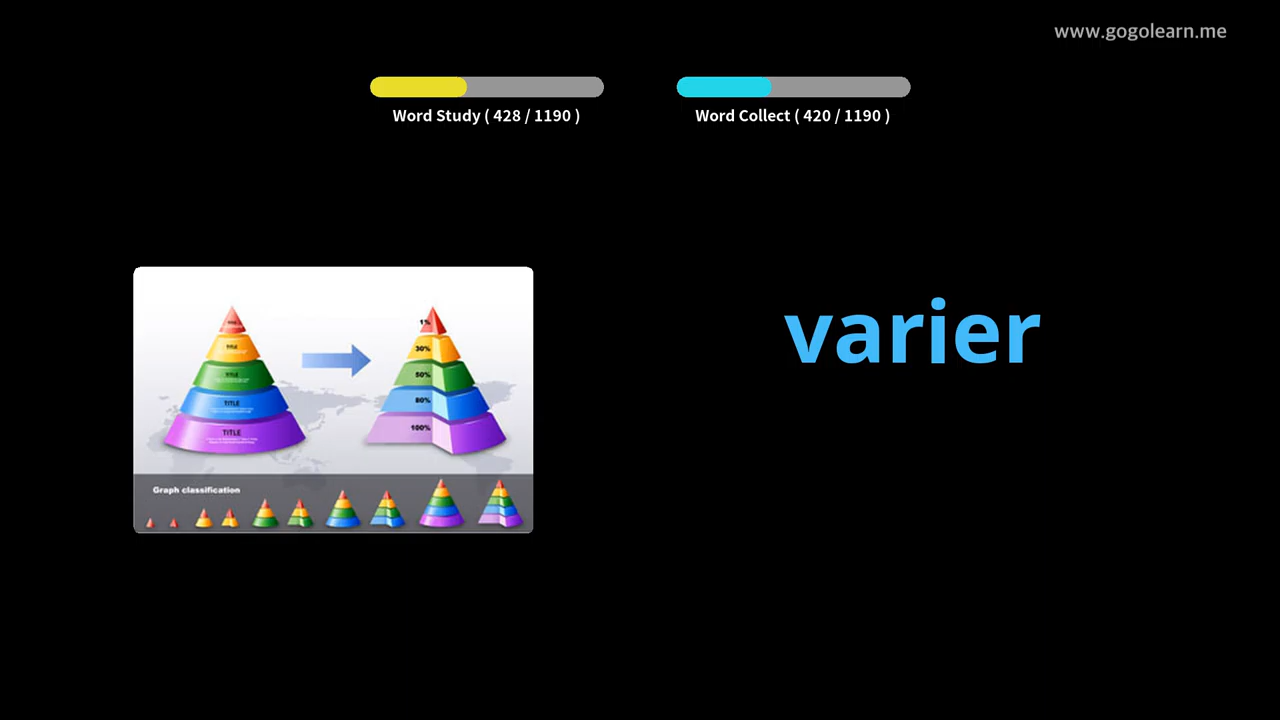 www.gogolearn.me
Word Study ( 428 / 1190 )
Word Collect ( 420 / 1190 )
varier
TITLE
TITLE
TITLE
TITLE
1%
30%
50%
80%
100%
Graph classification